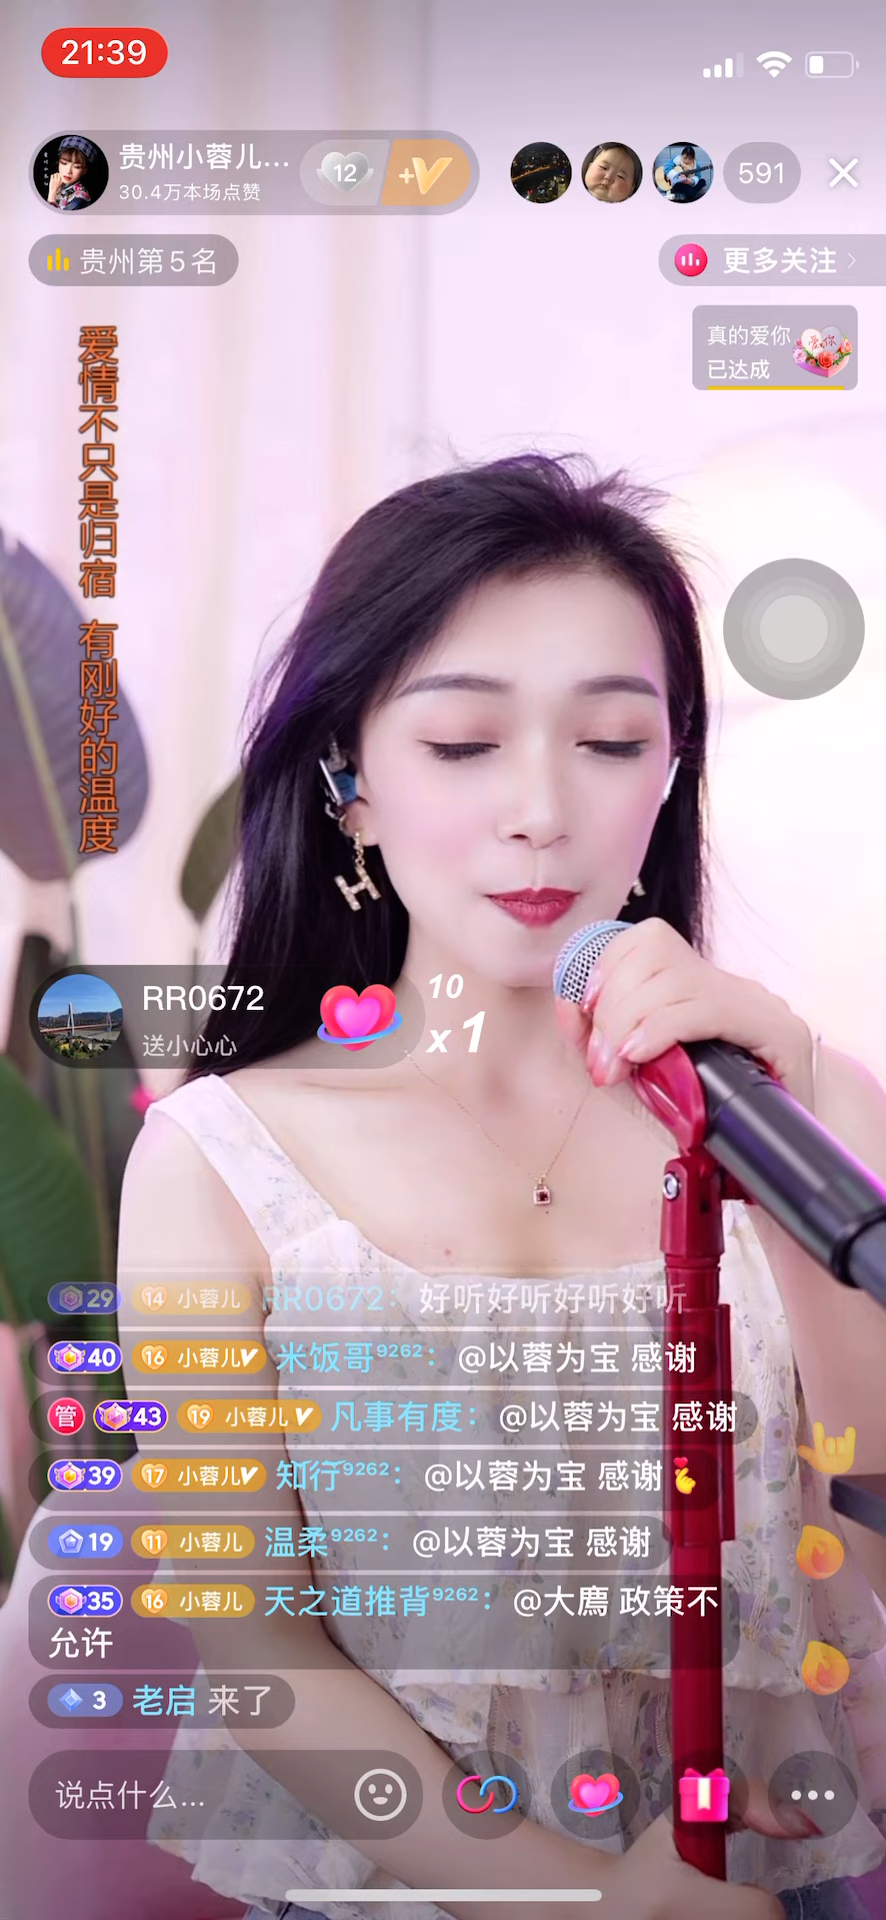 21:39
贵州小蓉儿...
30.4万本场点赞
12
+V
591
贵州第5名
更多关注
真的爱你
已达成
爱情不只是归宿 有刚好的温度
RR0672
送小心心
10
x1
29 14 小蓉儿 RR0672: 好听好听好听好听
40 16 小蓉儿 米饭哥⁹²⁶²: @以蓉为宝 感谢
管 43 19 小蓉儿 凡事有度: @以蓉为宝 感谢
39 17 小蓉儿 知行⁹²⁶²: @以蓉为宝 感谢
19 11 小蓉儿 温柔⁹²⁶²: @以蓉为宝 感谢
35 16 小蓉儿 天之道推背⁹²⁶²: @大廌 政策不
允许
3 老启 来了
说点什么...